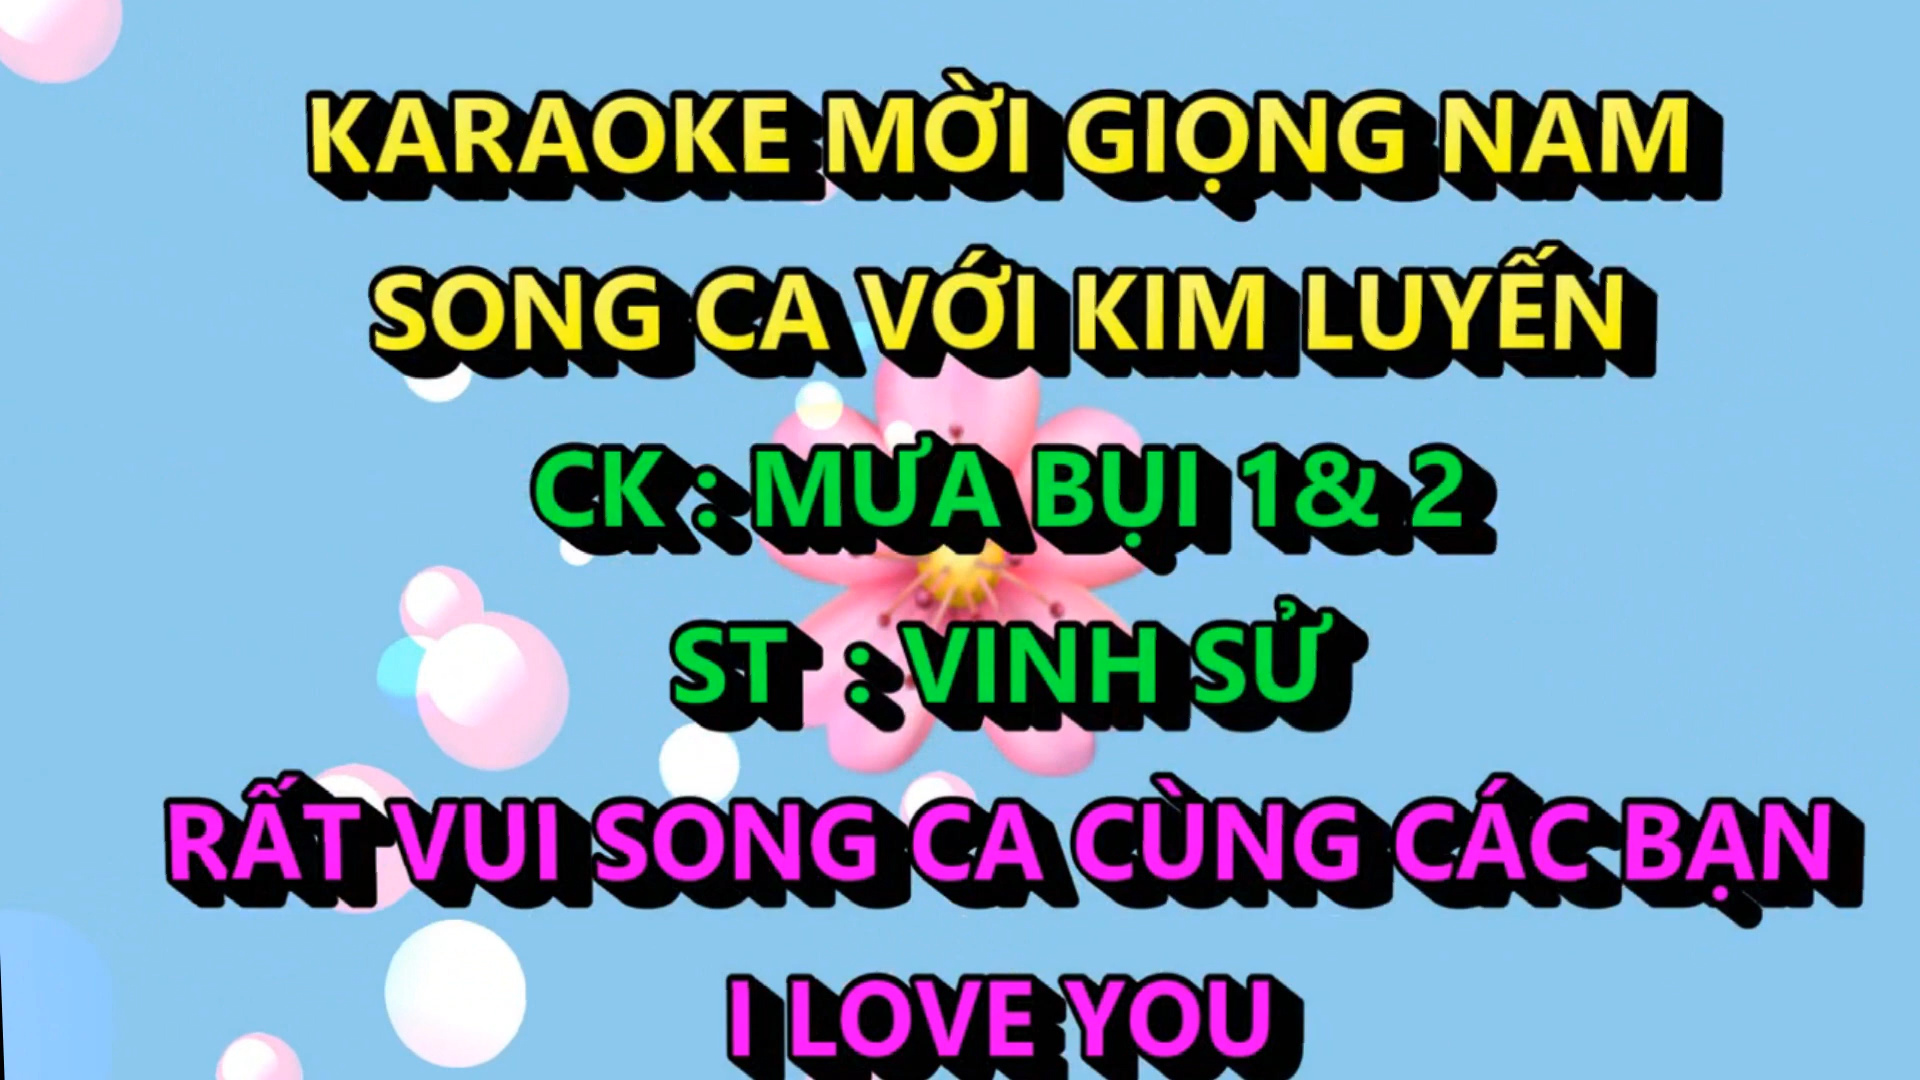 KARAOKE MỜI GIỌNG NAM
SONG CA VỚI KIM LUYẾN
CK : MƯA BỤI 1& 2
ST : VINH SỬ
RẤT VUI SONG CA CÙNG CÁC BẠN
I LOVE YOU